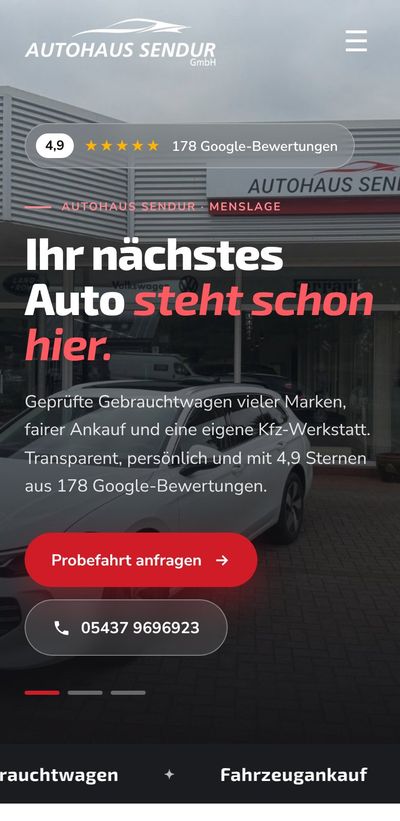 AUTOHAUS SENDUR
GmbH
4,9 ★★★★★ 178 Google-Bewertungen
AUTOHAUS SEN
AUTOHAUS SENDUR · MENSLAGE
Ihr nächstes
Auto steht schon
hier.
Geprüfte Gebrauchtwagen vieler Marken,
fairer Ankauf und eine eigene Kfz-Werkstatt.
Transparent, persönlich und mit 4,9 Sternen
aus 178 Google-Bewertungen.
Probefahrt anfragen →
05437 9696923
rauchtwagen ✦ Fahrzeugankauf